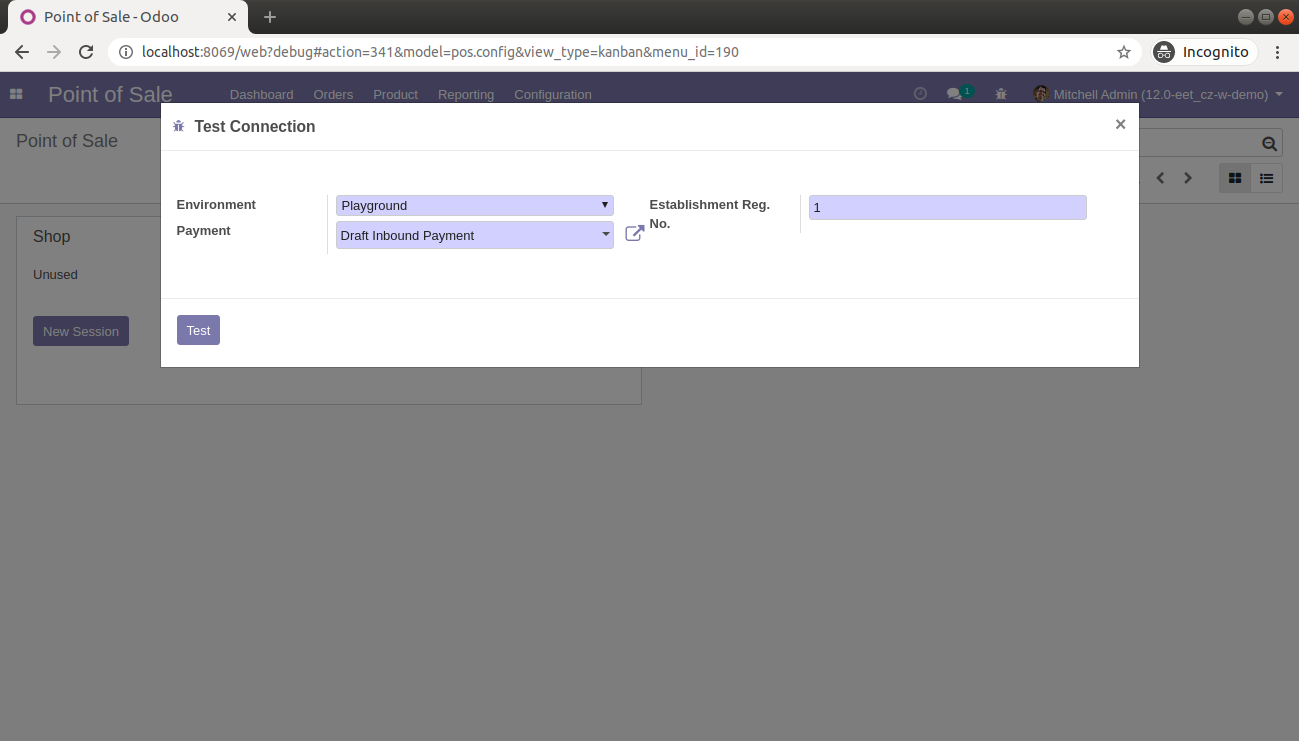 Point of Sale - Odoo
localhost:8069/web?debug#action=341&model=pos.config&view_type=kanban&menu_id=190
Incognito
Point of Sale
Dashboard Orders Product Reporting Configuration
1
Mitchell Admin (12.0-eet_cz-w-demo)
Test Connection
Point of Sale
Environment
Playground
Establishment Reg. No.
1
Payment
Draft Inbound Payment
Shop
Unused
New Session
Test